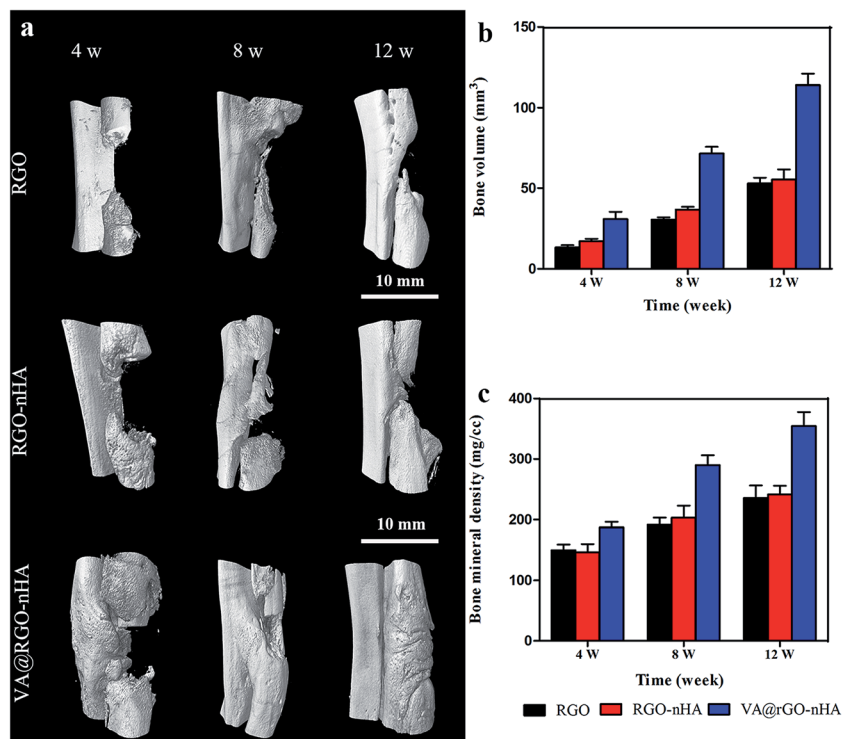 a
4 w 8 w 12 w
RGO
10 mm
RGO-nHA
10 mm
VA@RGO-nHA
b
Bone volume (mm³)
150
100
50
0
4 W 8 W 12 W
Time (week)
c
Bone mineral density (mg/cc)
400
300
200
100
0
4 W 8 W 12 W
Time (week)
RGO RGO-nHA VA@rGO-nHA